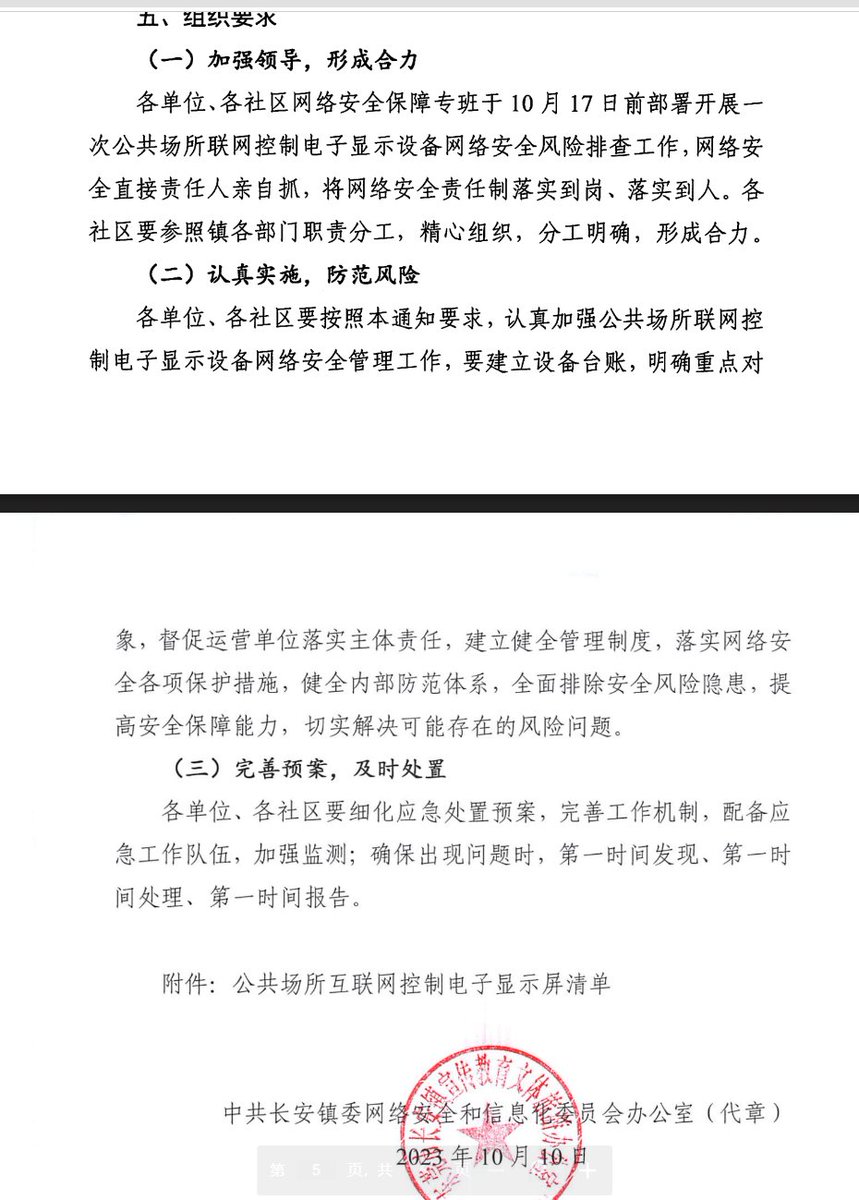 五、组织要求
（一）加强领导，形成合力
各单位、各社区网络安全保障专班于 10 月 17 日前部署开展一
次公共场所联网控制电子显示设备网络安全风险排查工作，网络安
全直接责任人亲自抓，将网络安全责任制落实到岗、落实到人。各
社区要参照镇各部门职责分工，精心组织，分工明确，形成合力。
（二）认真实施，防范风险
各单位、各社区要按照本通知要求，认真加强公共场所联网控
制电子显示设备网络安全管理工作，要建立设备台账，明确重点对
象，督促运营单位落实主体责任，建立健全管理制度，落实网络安
全各项保护措施，健全内部防范体系，全面排除安全风险隐患，提
高安全保障能力，切实解决可能存在的风险问题。
（三）完善预案，及时处置
各单位、各社区要细化应急处置预案，完善工作机制，配备应
急工作队伍，加强监测；确保出现问题时，第一时间发现、第一时
间处理、第一时间报告。
附件：公共场所互联网控制电子显示屏清单
中共长安镇委网络安全和信息化委员会办公室（代章）
2023 年 10 月 10 日
长安镇宣传教育文体旅游办公室
第 5 页，共 页